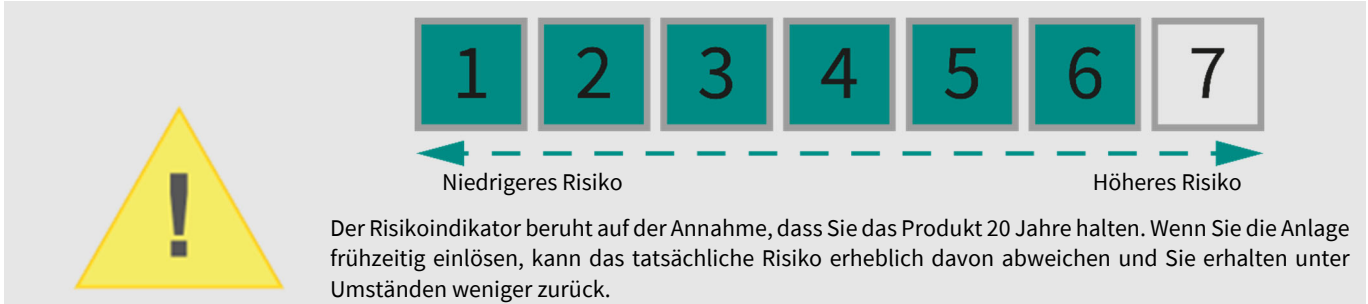 1 2 3 4 5 6 7
Niedrigeres Risiko Höheres Risiko
!
Der Risikoindikator beruht auf der Annahme, dass Sie das Produkt 20 Jahre halten. Wenn Sie die Anlage
frühzeitig einlösen, kann das tatsächliche Risiko erheblich davon abweichen und Sie erhalten unter
Umständen weniger zurück.